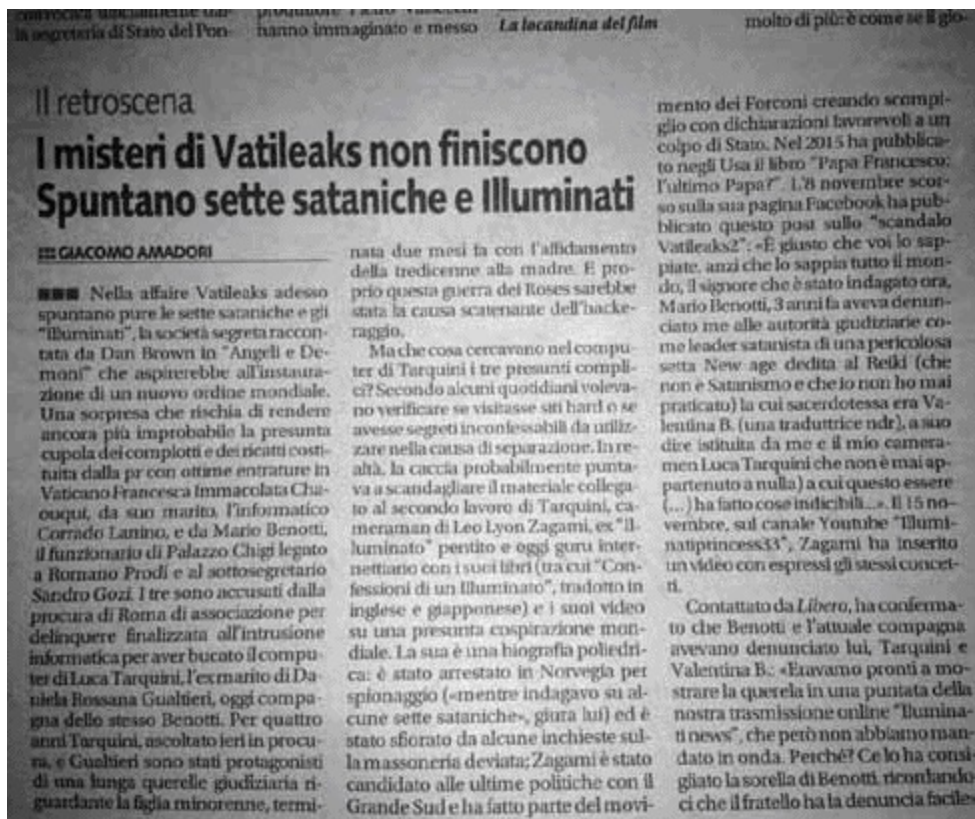 la segreteria di Stato del Pon-
hanno immaginato e messo
La locandina del film
molto di più: è come se il gio-
Il retroscena
I misteri di Vatileaks non finiscono
Spuntano sette sataniche e Illuminati
GIACOMO AMADORI
Nella affaire Vatileaks adesso
spuntano pure le sette sataniche e gli
"Illuminati", la società segreta raccon-
tata da Dan Brown in "Angeli e De-
moni" che aspirerebbe all'instaura-
zione di un nuovo ordine mondiale.
Una sorpresa che rischia di rendere
ancora più improbabile la presunta
cupola dei complotti e dei ricatti costi-
tuita dalla pr con ottime entrature in
Vaticano Francesca Immacolata Cha-
ouqui, da suo marito, l'informatico
Corrado Lanino, e da Mario Benotti,
il funzionario di Palazzo Chigi legato
a Romano Prodi e al sottosegretario
Sandro Gozi. I tre sono accusati dalla
procura di Roma di associazione per
delinquere finalizzata all'intrusione
informatica per aver bucato il compu-
ter di Luca Tarquini, l'ex marito di Da-
niela Rossana Gualtieri, oggi compa-
gna dello stesso Benotti. Per quattro
anni Tarquini, ascoltato ieri in procu-
ra, e Gualtieri sono stati protagonisti
di una lunga querelle giudiziaria ri-
guardante la figlia minorenne, termi-
nata due mesi fa con l'affidamento
della tredicenne alla madre. E pro-
prio questa guerra dei Roses sarebbe
stata la causa scatenante dell'hacke-
raggio.
Ma che cosa cercavano nel compu-
ter di Tarquini i tre presunti compli-
ci? Secondo alcuni quotidiani voleva-
no verificare se visitasse siti hard o se
avesse segreti inconfessabili da utiliz-
zare nella causa di separazione. In re-
altà, la caccia probabilmente punta-
va a scandagliare il materiale collega-
to al secondo lavoro di Tarquini, ca-
meraman di Leo Lyon Zagami, ex "il-
luminato" pentito e oggi guru inter-
nettiario con i suoi libri (tra cui "Con-
fessioni di un Illuminato", tradotto in
inglese e giapponese) e i suoi video
su una presunta cospirazione mon-
diale. La sua è una biografia poliedri-
ca: è stato arrestato in Norvegia per
spionaggio («mentre indagavo su al-
cune sette sataniche», giura lui) ed è
stato sfiorato da alcune inchieste sul-
la massoneria deviata; Zagami è stato
candidato alle ultime politiche con il
Grande Sud e ha fatto parte del movi-
mento dei Forconi creando scompi-
glio con dichiarazioni favorevoli a un
colpo di Stato. Nel 2015 ha pubblica-
to negli Usa il libro "Papa Francesco:
l'ultimo Papa?". L'8 novembre scor-
so sulla sua pagina Facebook ha pub-
blicato questo post sullo "scandalo
Vatileaks2": «È giusto che voi lo sap-
piate, anzi che lo sappia tutto il mon-
do, il signore che è stato indagato ora,
Mario Benotti, 3 anni fa aveva denun-
ciato me alle autorità giudiziarie co-
me leader satanista di una pericolosa
setta New age dedita al Reiki (che
non è Satanismo e che io non ho mai
praticato) la cui sacerdotessa era Va-
lentina B. (una traduttrice ndr), a suo
dire istituita da me e il mio camera-
men Luca Tarquini che non è mai ap-
partenuto a nulla) a cui questo essere
(...) ha fatto cose indicibili...». Il 15 no-
vembre, sul canale Youtube "Illumi-
natiprincess33", Zagami ha inserito
un video con espressi gli stessi concet-
ti.
Contattato da Libero, ha conferma-
to che Benotti e l'attuale compagna
avevano denunciato lui, Tarquini e
Valentina B.: «Eravamo pronti a mo-
strare la querela in una puntata della
nostra trasmissione online "Ilumina-
ti news", che però non abbiamo man-
dato in onda. Perché? Ce lo ha consi-
gliato la sorella di Benotti, ricordando-
ci che il fratello ha la denuncia facile»